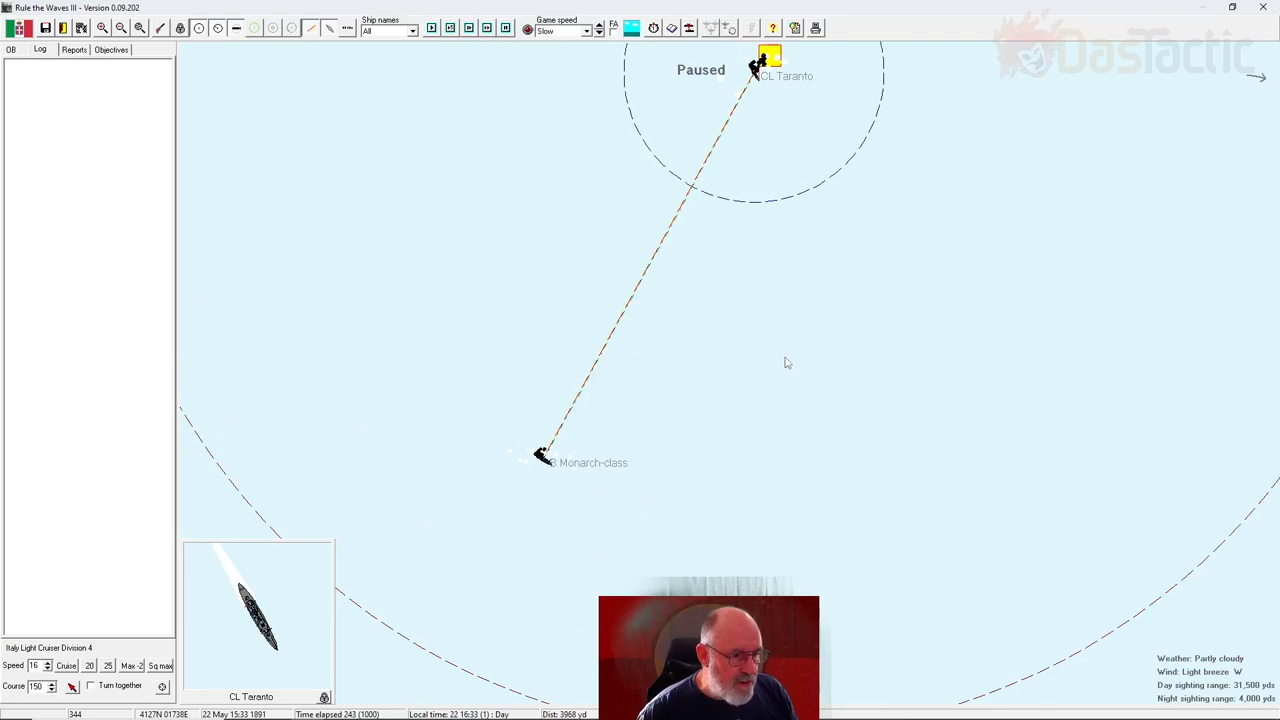 Rule the Waves III - Version 0.09.202
Ship names
All
Game speed
Slow
FA
OB
Log
Reports
Objectives
DasTactic
Paused
CL Taranto
B Monarch-class
Italy Light Cruiser Division 4
Speed 16 Cruise 20 25 Max -2 Sq max
Course 150 Turn together
CL Taranto
Weather: Partly cloudy
Wind: Light breeze W
Day sighting range: 31,500 yds
Night sighting range: 4,000 yds
344 4127N 01738E 22 May 15:33 1891 Time elapsed 243 (1000) Local time: 22 16:33 (1) : Day Dist: 3968 yd